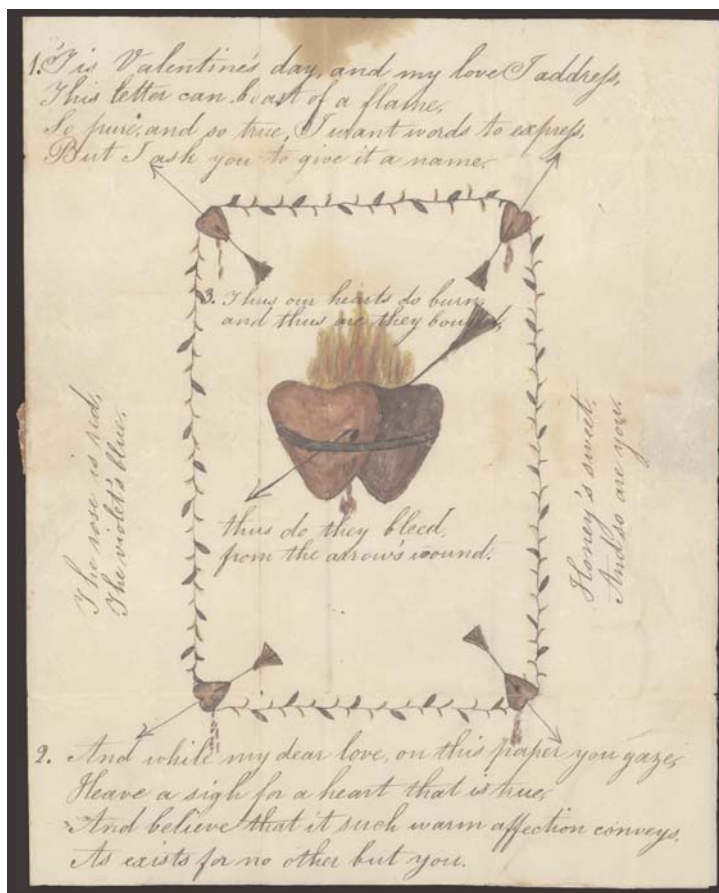 1. 'Tis Valentine's day, and my love I address,
This letter can boast of a flame,
So pure, and so true, I want words to express,
But I ask you to give it a name.
3. Thus our hearts do burn,
and thus are they bound,
thus do they bleed,
from the arrow's wound.
The rose is red,
The violet's blue,
Honey's sweet,
And so are you.
2. And while my dear love, on this paper you gaze,
Heave a sigh for a heart that is true,
And believe that it such warm affection conveys,
As exists for no other but you.